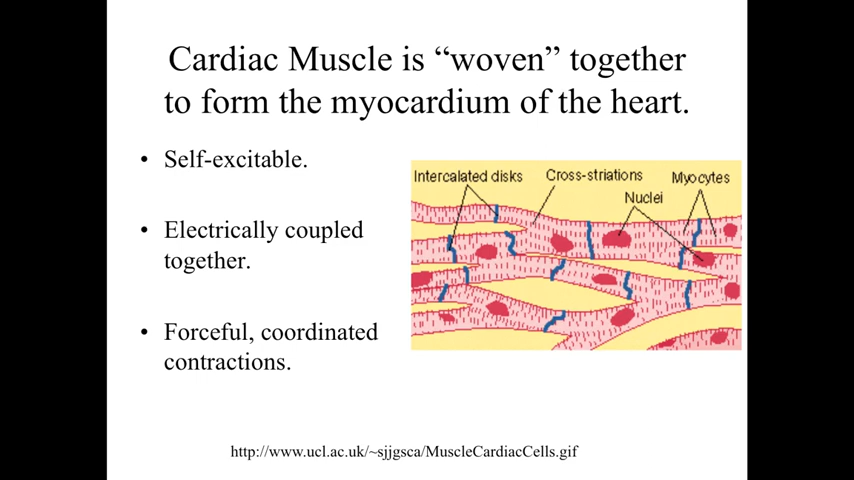 Cardiac Muscle is “woven” together
to form the myocardium of the heart.
• Self-excitable.
• Electrically coupled
together.
• Forceful, coordinated
contractions.
Intercalated disks
Cross-striations
Myocytes
Nuclei
http://www.ucl.ac.uk/~sjjgsca/MuscleCardiacCells.gif